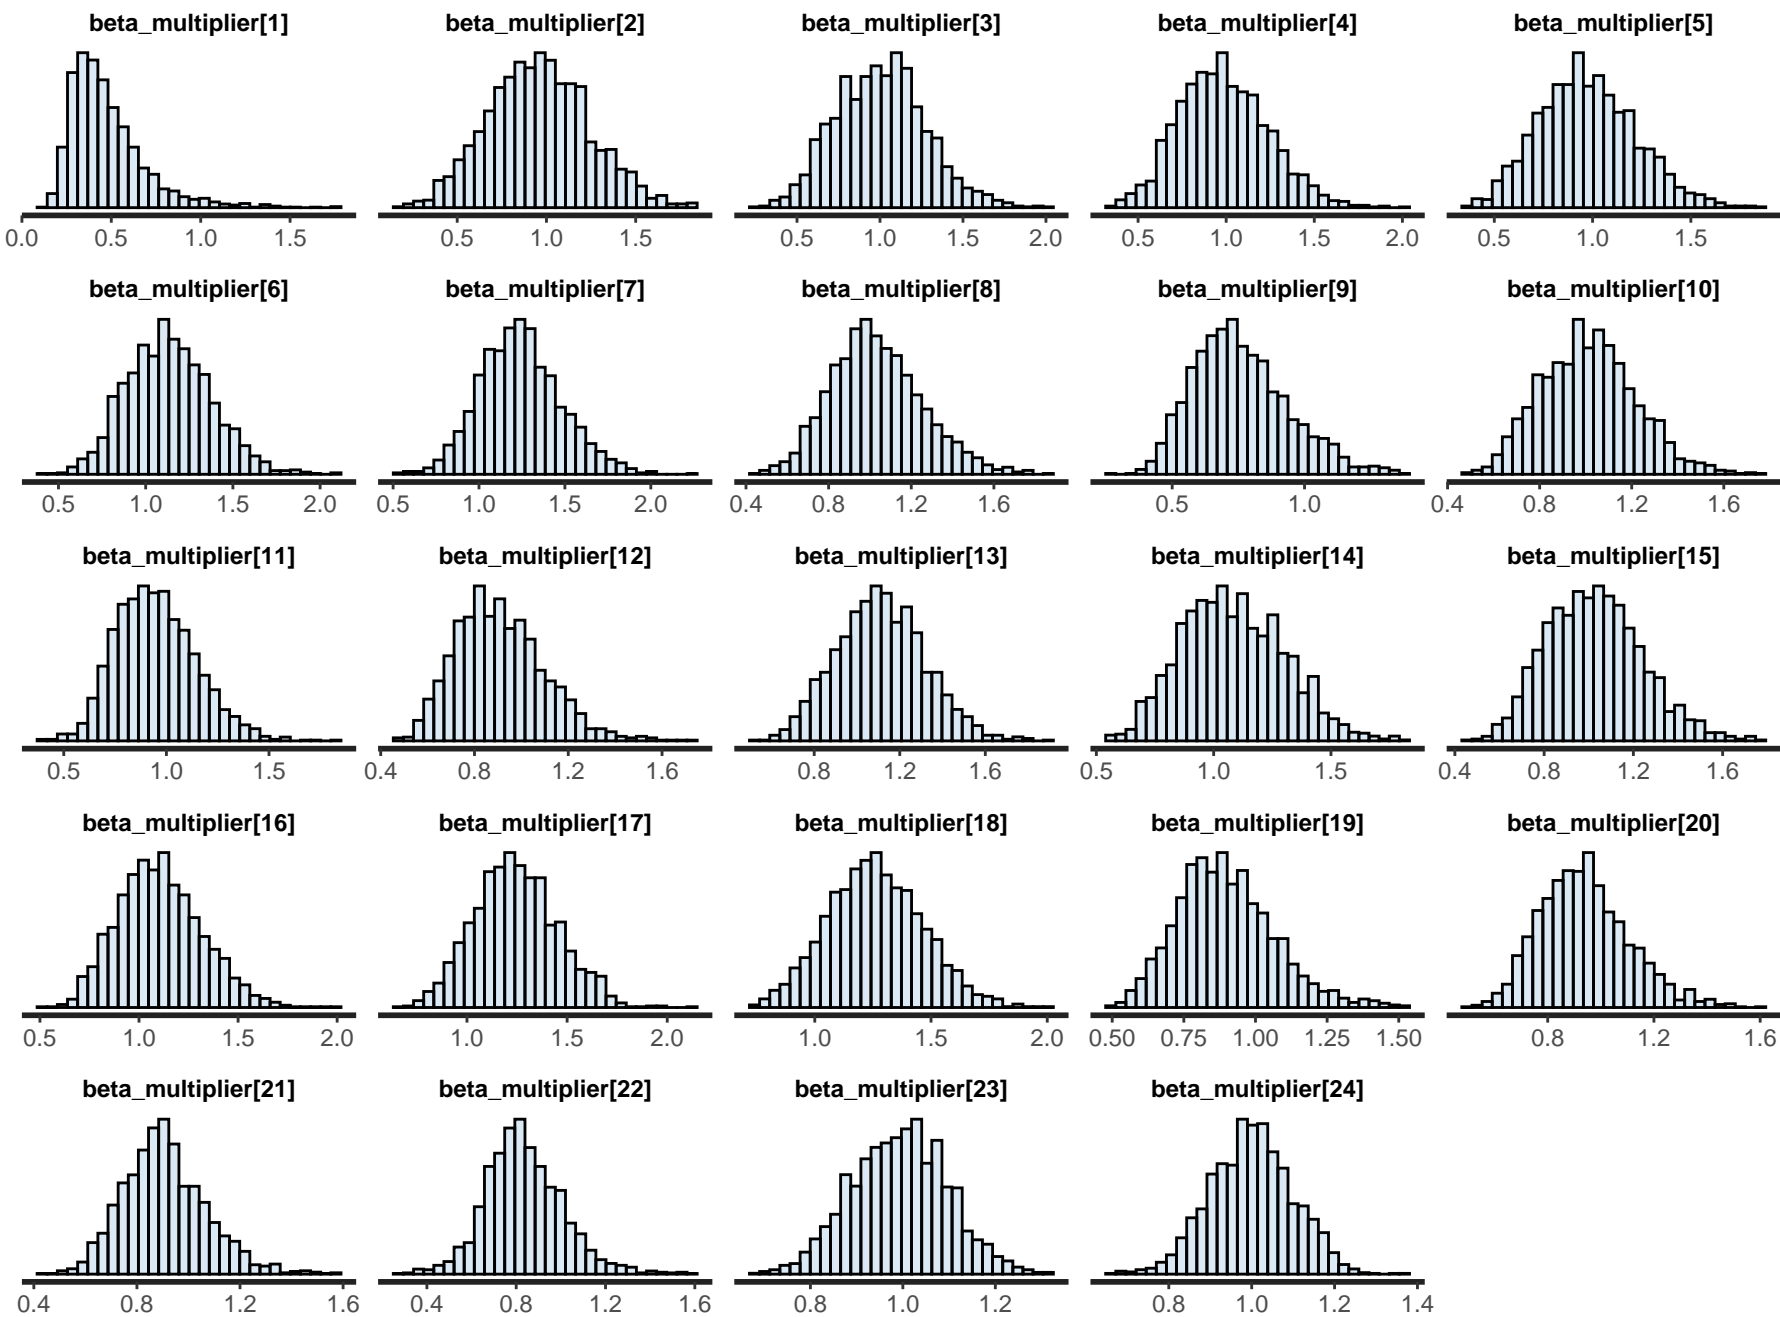 beta_multiplier[1] beta_multiplier[2] beta_multiplier[3] beta_multiplier[4] beta_multiplier[5]
0.0 0.5 1.0 1.5 0.5 1.0 1.5 0.5 1.0 1.5 2.0 0.5 1.0 1.5 2.0 0.5 1.0 1.5
beta_multiplier[6] beta_multiplier[7] beta_multiplier[8] beta_multiplier[9] beta_multiplier[10]
0.5 1.0 1.5 2.0 0.5 1.0 1.5 2.0 0.4 0.8 1.2 1.6 0.5 1.0 0.4 0.8 1.2 1.6
beta_multiplier[11] beta_multiplier[12] beta_multiplier[13] beta_multiplier[14] beta_multiplier[15]
0.5 1.0 1.5 0.4 0.8 1.2 1.6 0.8 1.2 1.6 0.5 1.0 1.5 0.4 0.8 1.2 1.6
beta_multiplier[16] beta_multiplier[17] beta_multiplier[18] beta_multiplier[19] beta_multiplier[20]
0.5 1.0 1.5 2.0 1.0 1.5 2.0 1.0 1.5 2.0 0.50 0.75 1.00 1.25 1.50 0.8 1.2 1.6
beta_multiplier[21] beta_multiplier[22] beta_multiplier[23] beta_multiplier[24]
0.4 0.8 1.2 1.6 0.4 0.8 1.2 1.6 0.8 1.0 1.2 0.8 1.0 1.2 1.4